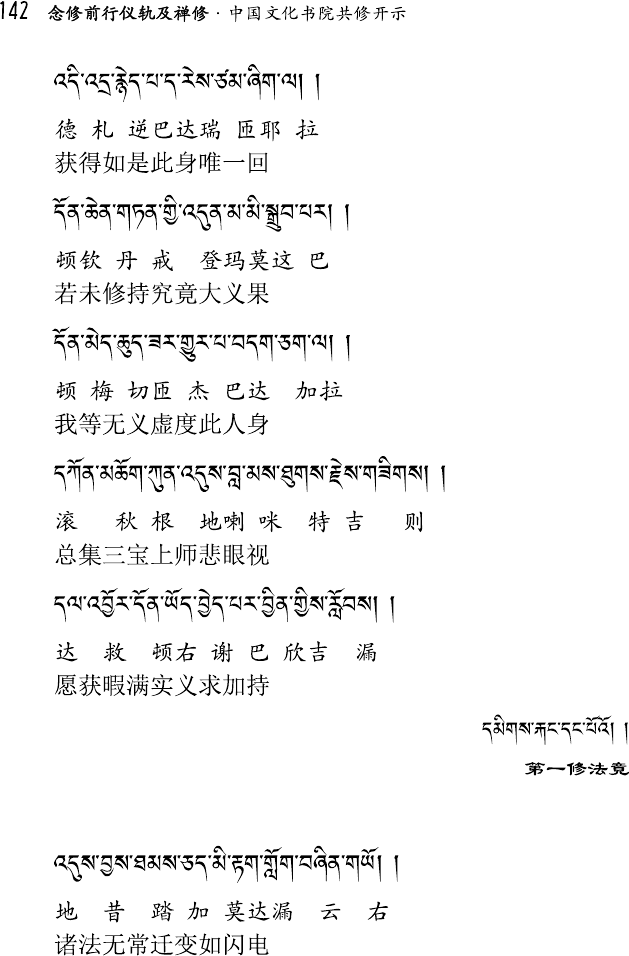 142 念修前行仪轨及禅修 · 中国文化书院共修开示
འདི་འདྲ་རྙེད་པ་ད་རེས་ཙམ་ཞིག་ལ། །
德 札 逆巴达瑞 匝耶 拉
获得如是此身唯一回
དོན་ཆེན་གཏན་གྱི་འདུན་མ་མི་སྒྲུབ་པར། །
顿钦 丹 戒 登玛莫这 巴
若未修持究竟大义果
དོན་མེད་ཆུད་ཟར་གྱུར་པ་བདག་ཅག་ལ། །
顿 梅 切匝 杰 巴达 加拉
我等无义虚度此人身
དཀོན་མཆོག་ཀུན་འདུས་བླ་མས་ཐུགས་རྗེས་གཟིགས། །
滚 秋 根 地喇 咪 特 吉 则
总集三宝上师悲眼视
དལ་འབྱོར་དོན་ཡོད་བྱེད་པར་བྱིན་གྱིས་རློབས། །
达 救 顿右 谢 巴 欣吉 漏
愿获暇满实义求加持
དམིགས་རྐང་དང་པོའོ། །
第一修法竟
འདུས་བྱས་ཐམས་ཅད་མི་རྟག་གློག་བཞིན་གཡོ། །
地 昔 踏 加 莫达漏 云 右
诸法无常迁变如闪电